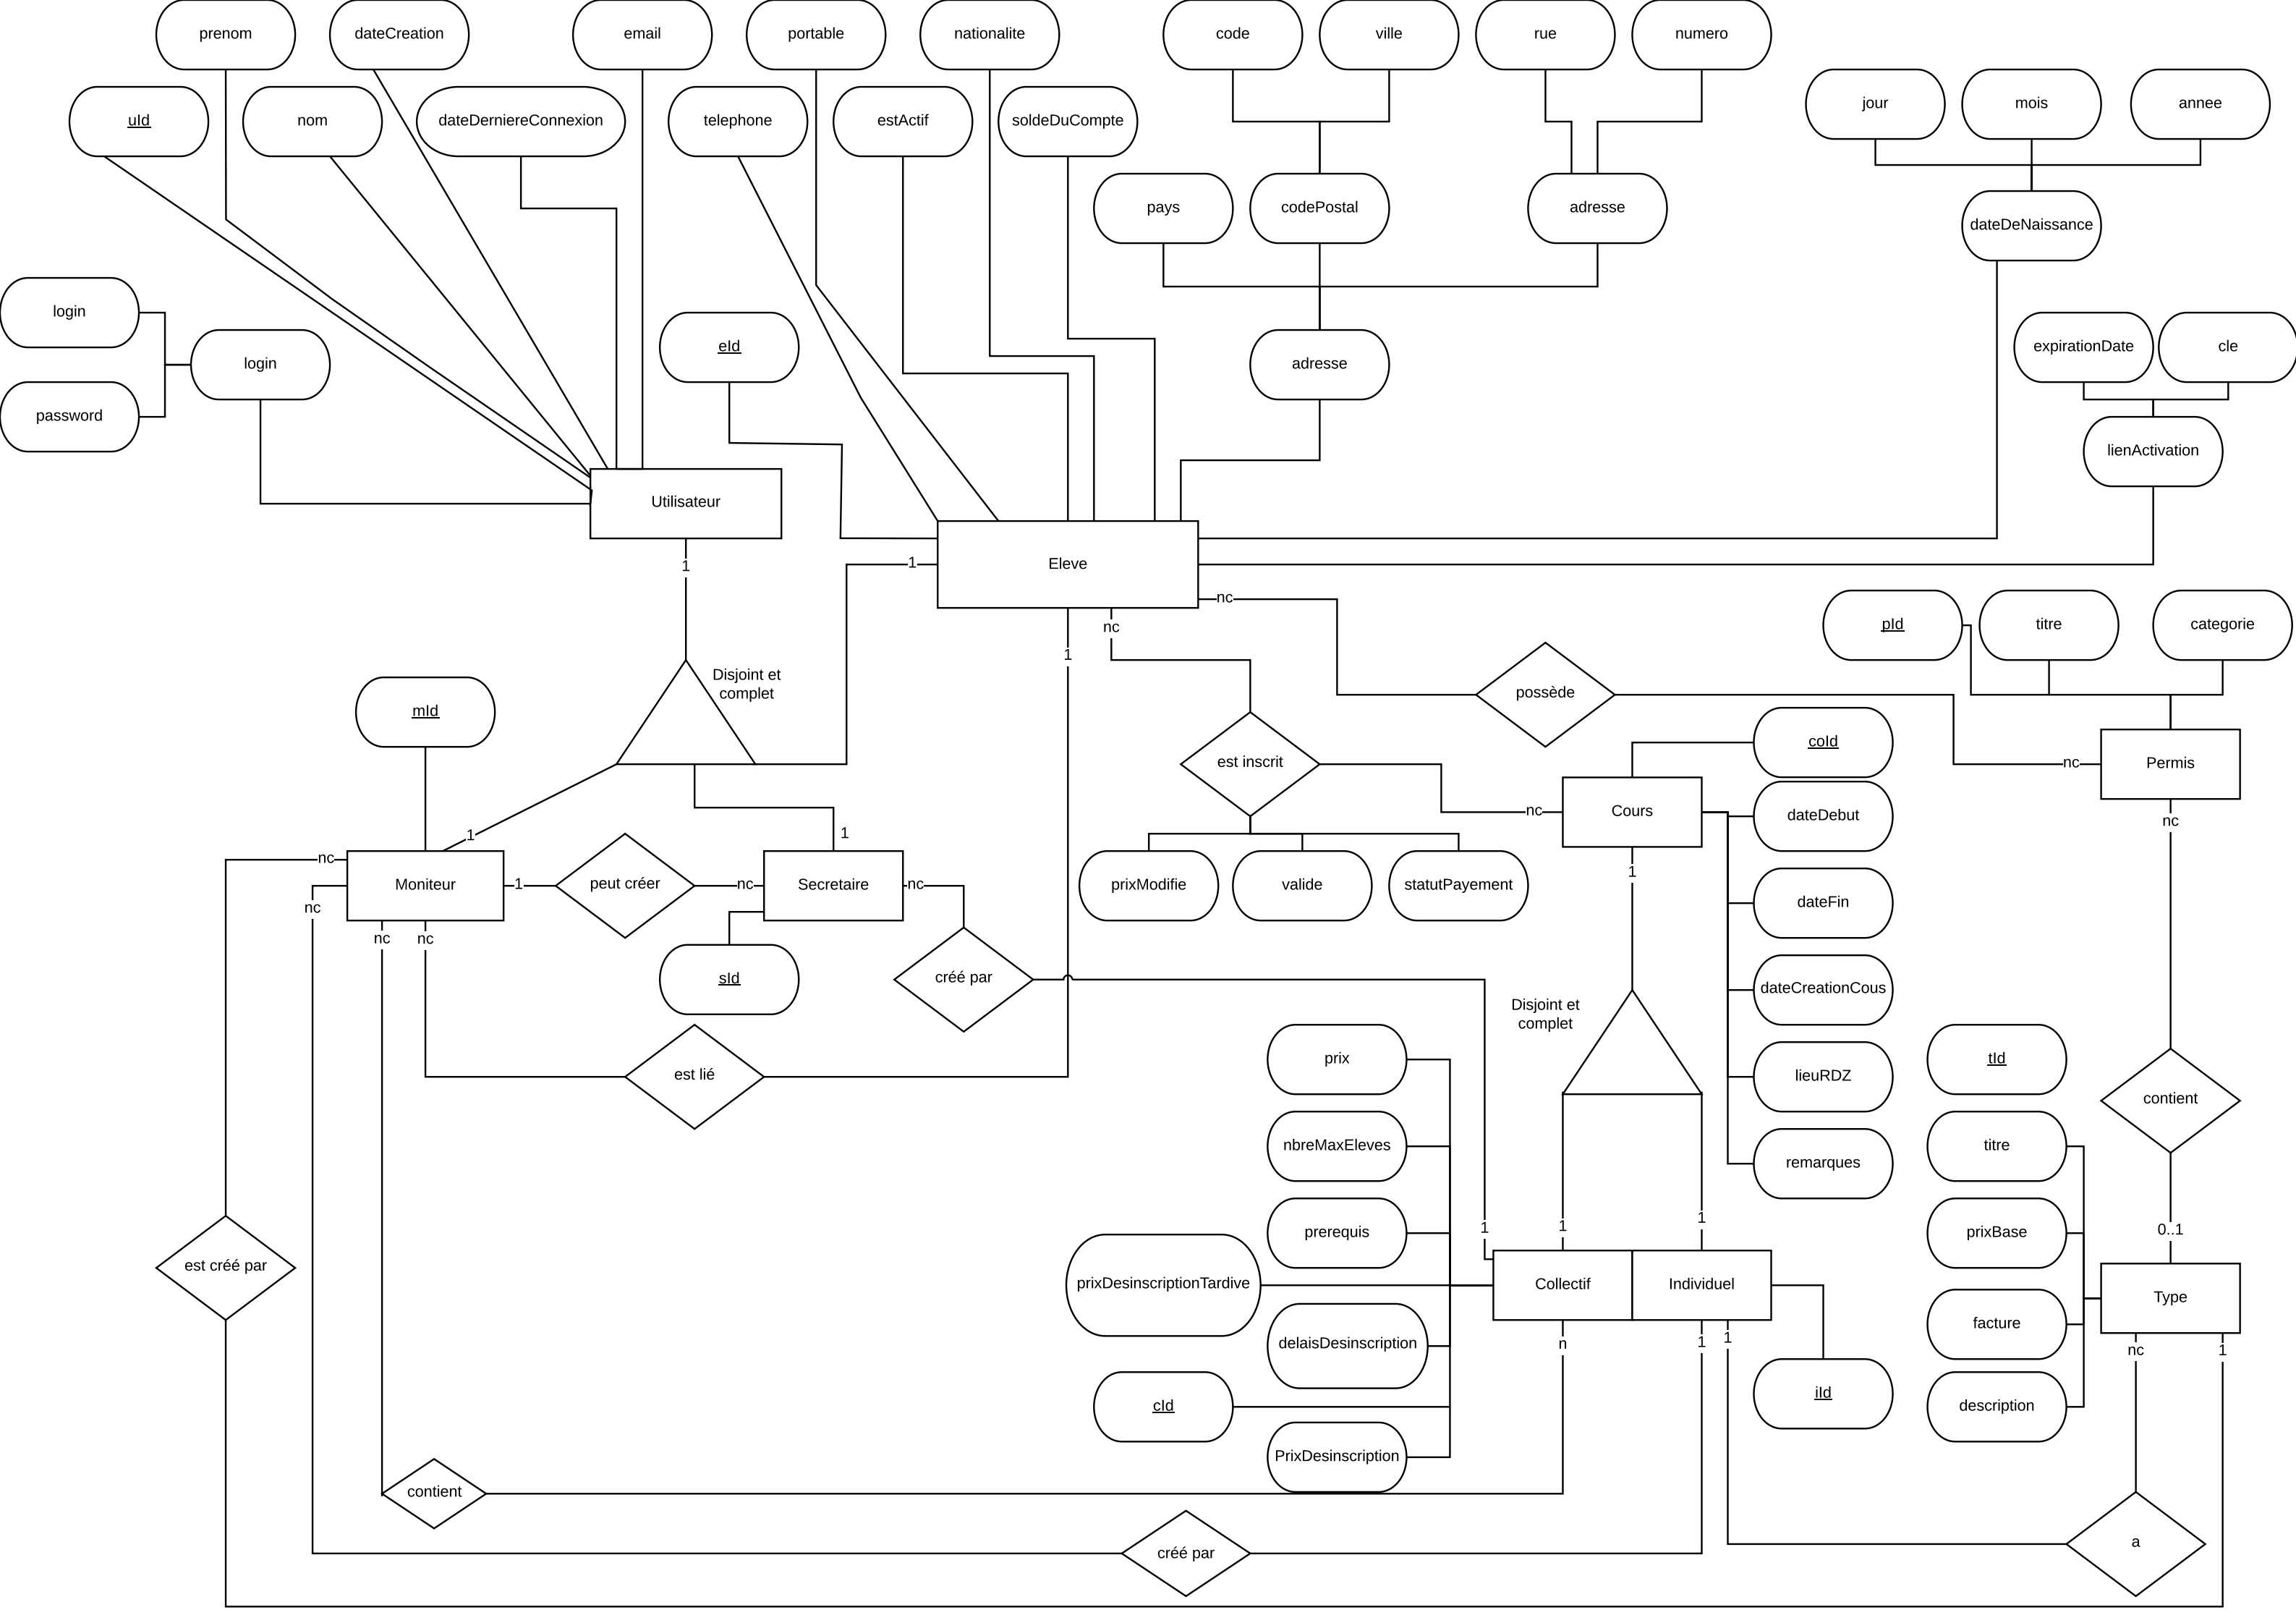 prenom
dateCreation
email
portable
nationalite
code
ville
rue
numero
uId
nom
dateDerniereConnexion
telephone
estActif
soldeDuCompte
jour
mois
annee
pays
codePostal
adresse
dateDeNaissance
login
login
password
eId
adresse
expirationDate
cle
lienActivation
Utilisateur
Eleve
1
1
nc
nc
1
pId
titre
categorie
Disjoint et
complet
possède
mId
est inscrit
coId
nc
Permis
nc
Cours
dateDebut
nc
1
1
nc
Moniteur
1
peut créer
nc
Secretaire
nc
prixModifie
valide
statutPayement
1
dateFin
nc
nc
nc
sId
créé par
dateCreationCous
Disjoint et
complet
est lié
prix
lieuRDZ
tId
contient
nbreMaxEleves
remarques
titre
prerequis
1
1
1
prixBase
0..1
est créé par
prixDesinscriptionTardive
Collectif
Individuel
Type
facture
delaisDesinscription
n
1
1
nc
1
cId
iId
description
PrixDesinscription
contient
créé par
a